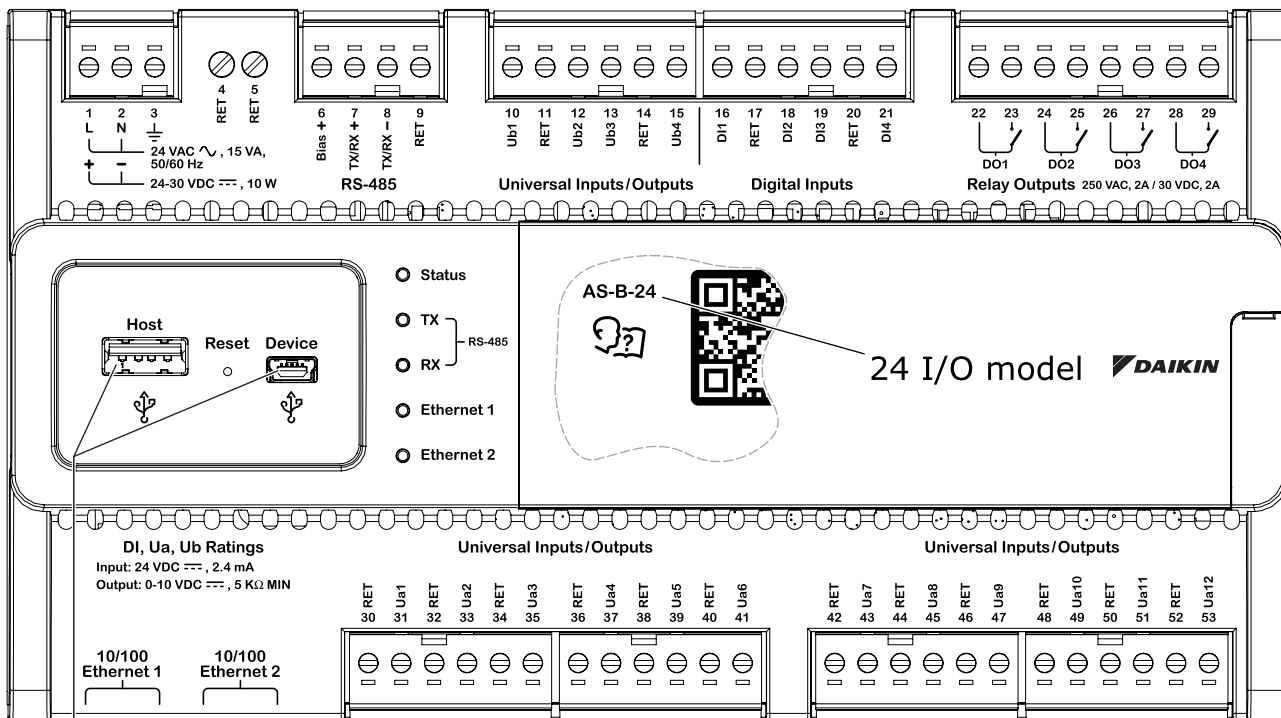 1 2 3 4 5 6 7 8 9 10 11 12 13 14 15 16 17 18 19 20 21 22 23 24 25 26 27 28 29
L N RET RET Bias + TX/RX + TX/RX − RET Ub1 RET Ub2 Ub3 RET Ub4 DI1 RET DI2 DI3 RET DI4 DO1 DO2 DO3 DO4
24 VAC ∿ , 15 VA,
50/60 Hz
+ −
24-30 VDC ⎓ , 10 W
RS-485
Universal Inputs/Outputs
Digital Inputs
Relay Outputs 250 VAC, 2A / 30 VDC, 2A
Host
Reset
Device
1
Status
TX
RX
RS-485
Ethernet 1
Ethernet 2
AS-B-24
?
24 I/O model
DAIKIN
DI, Ua, Ub Ratings
Input: 24 VDC ⎓ , 2.4 mA
Output: 0-10 VDC ⎓ , 5 KΩ MIN
Universal Inputs/Outputs
Universal Inputs/Outputs
RET Ua1 RET Ua2 RET Ua3 RET Ua4 RET Ua5 RET Ua6 RET Ua7 RET Ua8 RET Ua9 RET Ua10 RET Ua11 RET Ua12
30 31 32 33 34 35 36 37 38 39 40 41 42 43 44 45 46 47 48 49 50 51 52 53
10/100
Ethernet 1
10/100
Ethernet 2